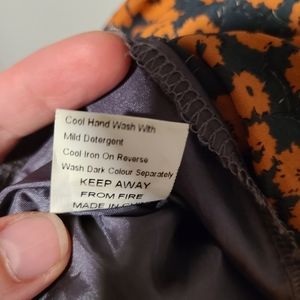 Cool Hand Wash With
Mild Detergent
Cool Iron On Reverse
Wash Dark Colour Separately
KEEP AWAY
FROM FIRE
MADE IN